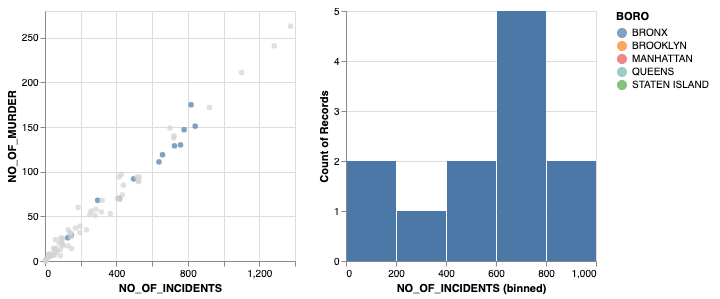 250
200
150
100
50
0
NO_OF_MURDER
0 400 800 1,200
NO_OF_INCIDENTS
5
4
3
2
1
0
Count of Records
0 200 400 600 800 1,000
NO_OF_INCIDENTS (binned)
BORO
BRONX
BROOKLYN
MANHATTAN
QUEENS
STATEN ISLAND